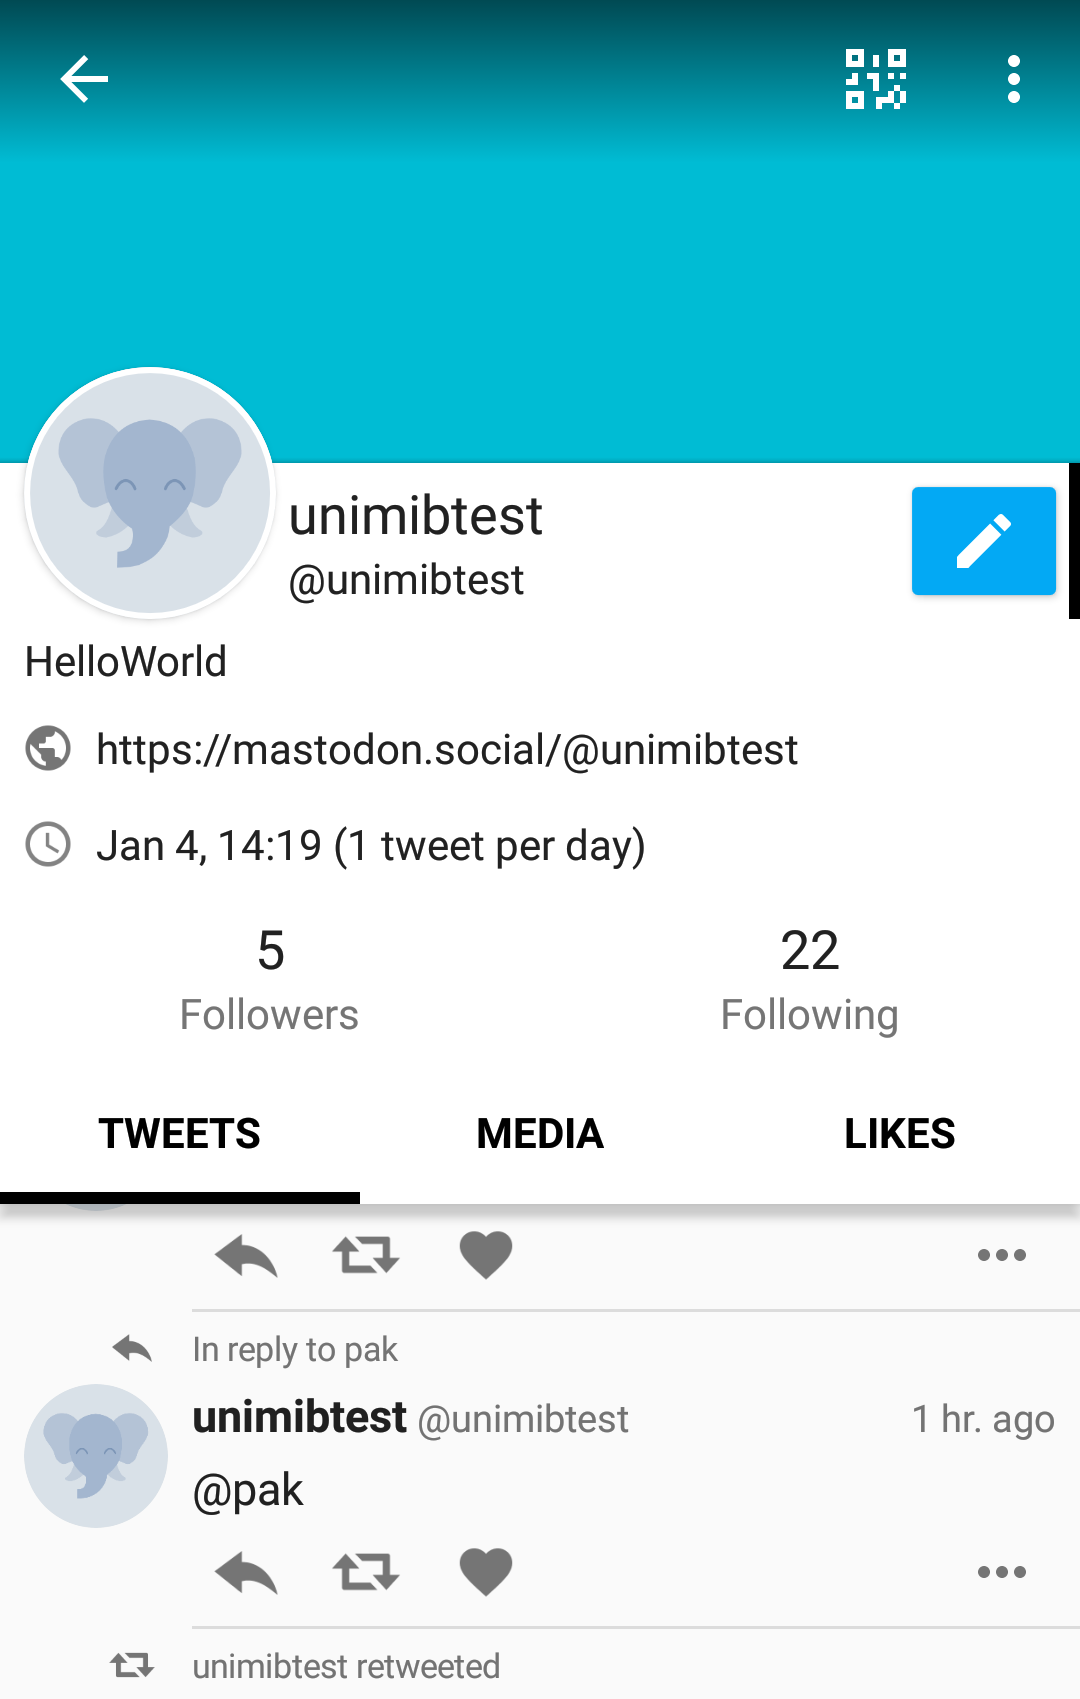 unimibtest
@unimibtest
HelloWorld
https://mastodon.social/@unimibtest
Jan 4, 14:19 (1 tweet per day)
5 22
Followers Following
TWEETS MEDIA LIKES
In reply to pak
unimibtest @unimibtest 1 hr. ago
@pak
unimibtest retweeted